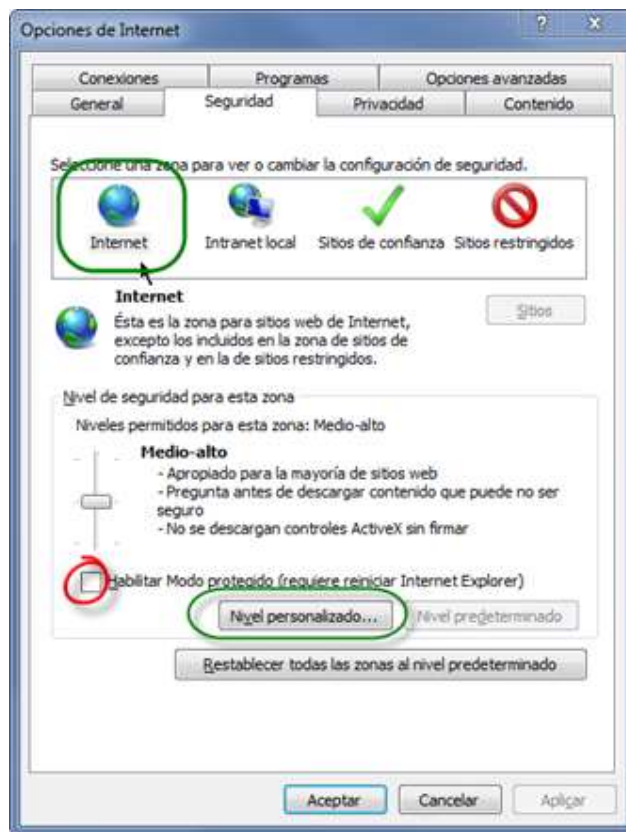 Opciones de Internet
Conexiones Programas Opciones avanzadas
General Seguridad Privacidad Contenido
Seleccione una zona para ver o cambiar la configuración de seguridad.
Internet Intranet local Sitios de confianza Sitios restringidos
Internet
Ésta es la zona para sitios web de Internet,
excepto los incluidos en la zona de sitios de
confianza y en la de sitios restringidos.
Sitios
Nivel de seguridad para esta zona
Niveles permitidos para esta zona: Medio-alto
Medio-alto
- Apropiado para la mayoría de sitios web
- Pregunta antes de descargar contenido que puede no ser
seguro
- No se descargan controles ActiveX sin firmar
Habilitar Modo protegido (requiere reiniciar Internet Explorer)
Nivel personalizado... Nivel predeterminado
Restablecer todas las zonas al nivel predeterminado
Aceptar Cancelar Aplicar